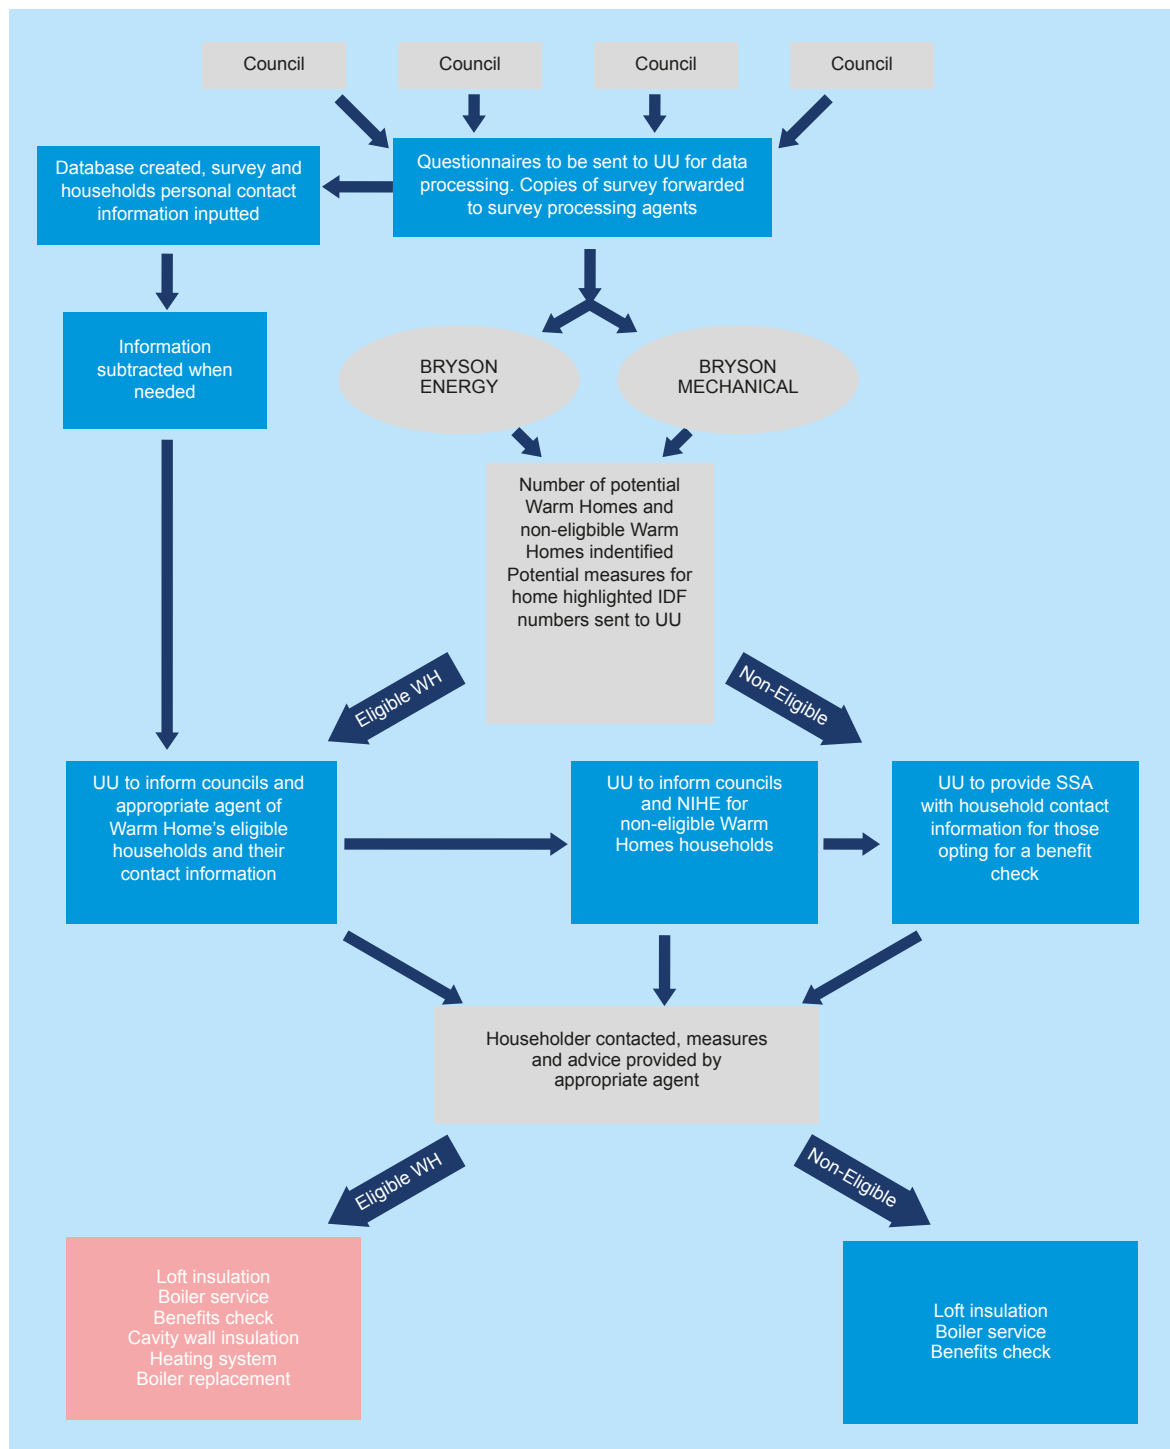 Council
Council
Council
Council
Database created, survey and
households personal contact
information inputted
Questionnaires to be sent to UU for data
processing. Copies of survey forwarded
to survey processing agents
Information
subtracted when
needed
BRYSON
ENERGY
BRYSON
MECHANICAL
Number of potential
Warm Homes and
non-eligbible Warm
Homes indentified
Potential measures for
home highlighted IDF
numbers sent to UU
Eligible WH
Non-Eligible
UU to inform councils and
appropriate agent of
Warm Home’s eligible
households and their
contact information
UU to inform councils
and NIHE for
non-eligible Warm
Homes households
UU to provide SSA
with household contact
information for those
opting for a benefit
check
Householder contacted, measures
and advice provided by
appropriate agent
Eligible WH
Non-Eligible
Loft insulation
Boiler service
Benefits check
Cavity wall insulation
Heating system
Boiler replacement
Loft insulation
Boiler service
Benefits check